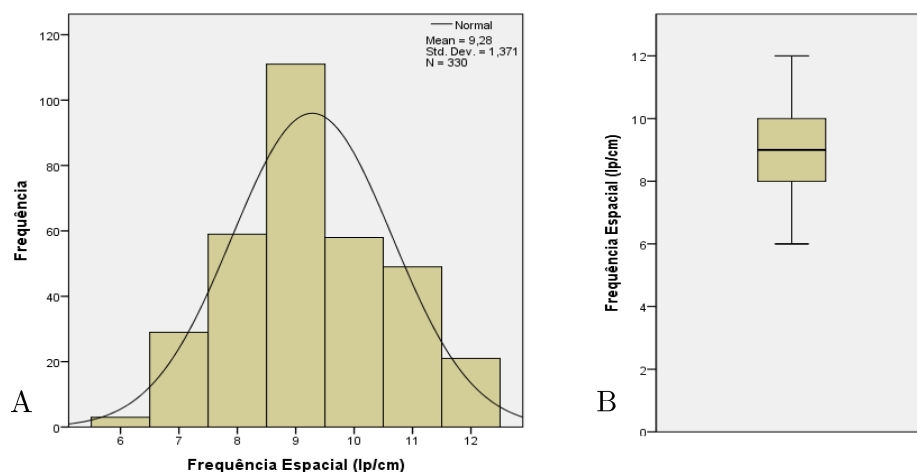 Normal
Mean = 9,28
Std. Dev. = 1,371
N = 330
Frequência
120
100
80
60
40
20
0
6 7 8 9 10 11 12
Frequência Espacial (lp/cm)
A
Frequência Espacial (lp/cm)
12
10
8
6
4
2
0
B